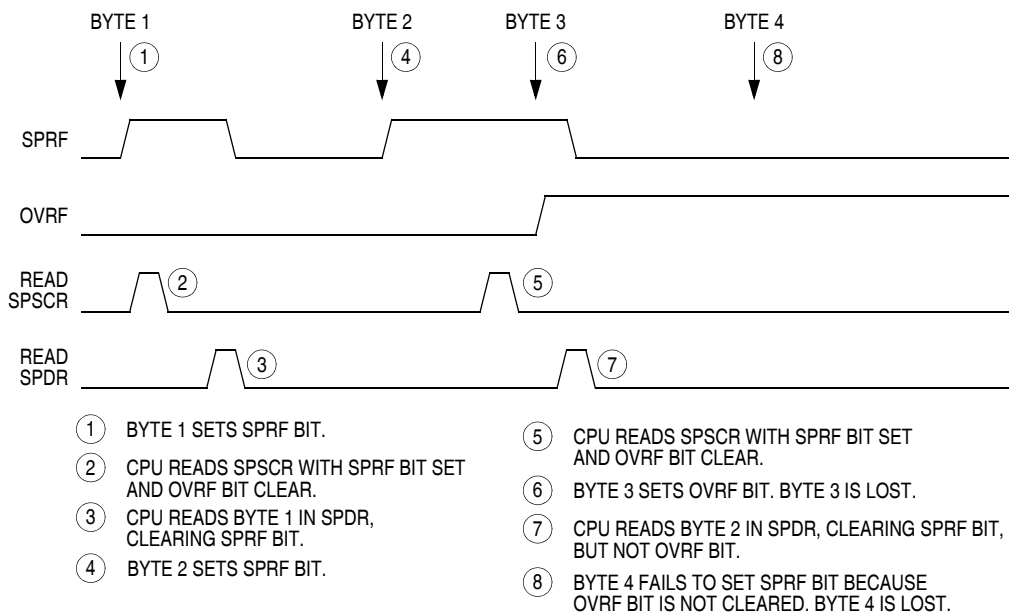 BYTE 1 BYTE 2 BYTE 3 BYTE 4
1 4 6 8
SPRF
OVRF
READ
SPSCR
2 5
READ
SPDR
3 7
1 BYTE 1 SETS SPRF BIT.
2 CPU READS SPSCR WITH SPRF BIT SET
AND OVRF BIT CLEAR.
3 CPU READS BYTE 1 IN SPDR,
CLEARING SPRF BIT.
4 BYTE 2 SETS SPRF BIT.
5 CPU READS SPSCR WITH SPRF BIT SET
AND OVRF BIT CLEAR.
6 BYTE 3 SETS OVRF BIT. BYTE 3 IS LOST.
7 CPU READS BYTE 2 IN SPDR, CLEARING SPRF BIT,
BUT NOT OVRF BIT.
8 BYTE 4 FAILS TO SET SPRF BIT BECAUSE
OVRF BIT IS NOT CLEARED. BYTE 4 IS LOST.